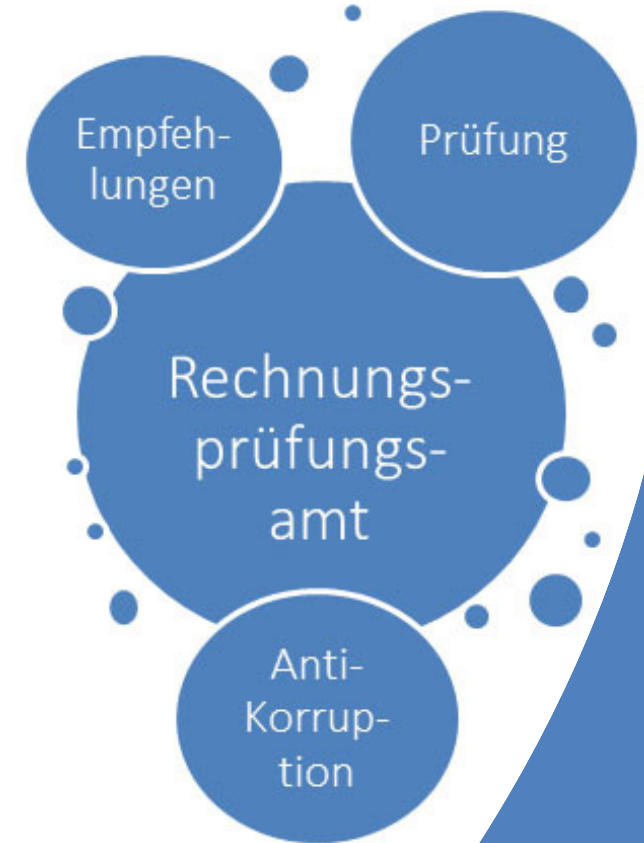 Empfeh-
lungen
Prüfung
Rechnungs-
prüfungs-
amt
Anti-
Korrup-
tion